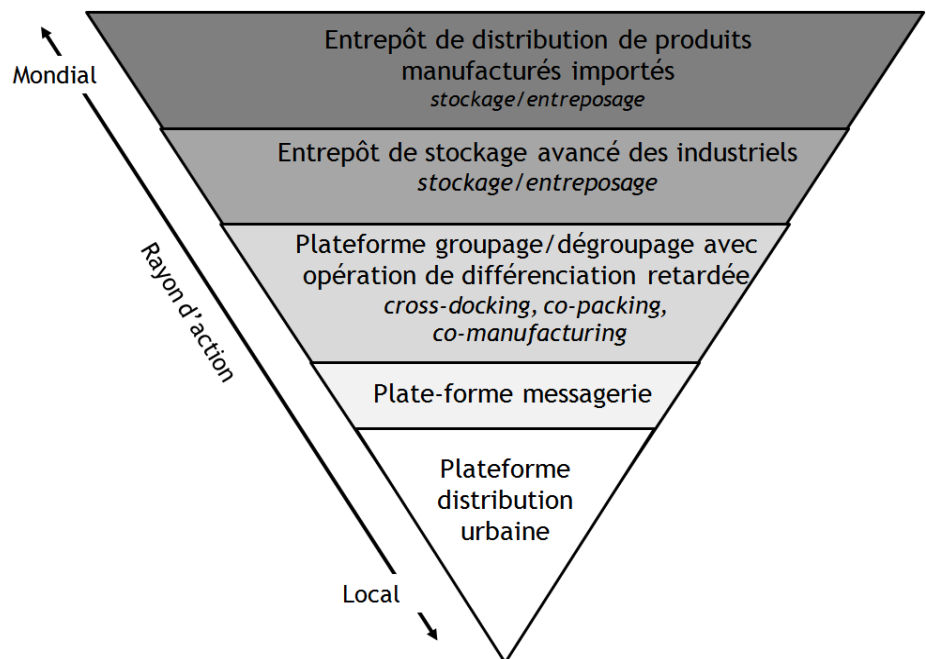 Entrepôt de distribution de produits
manufacturés importés
stockage/entreposage
Mondial
Entrepôt de stockage avancé des industriels
stockage/entreposage
Plateforme groupage/dégroupage avec
opération de différenciation retardée
cross-docking, co-packing,
co-manufacturing
Rayon d'action
Plate-forme messagerie
Plateforme
distribution
urbaine
Local